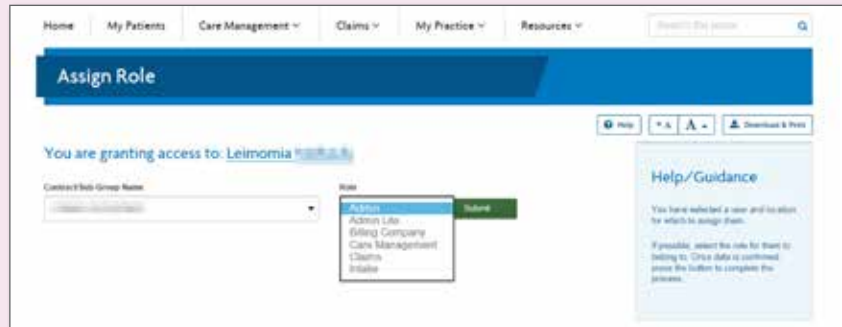 Home My Patients Care Management Claims My Practice Resources Search the
Assign Role
Help A A Download & Print
You are granting access to: Leimomia
Contract/Sub Group Name
Role
Admin
Submit
Admin Lite
Billing Company
Care Management
Claims
Intake
Help/Guidance
You have selected a user and location
for which to assign them.
If possible, select the role for them to
belong to. Once data is confirmed
press the button to complete the
process.